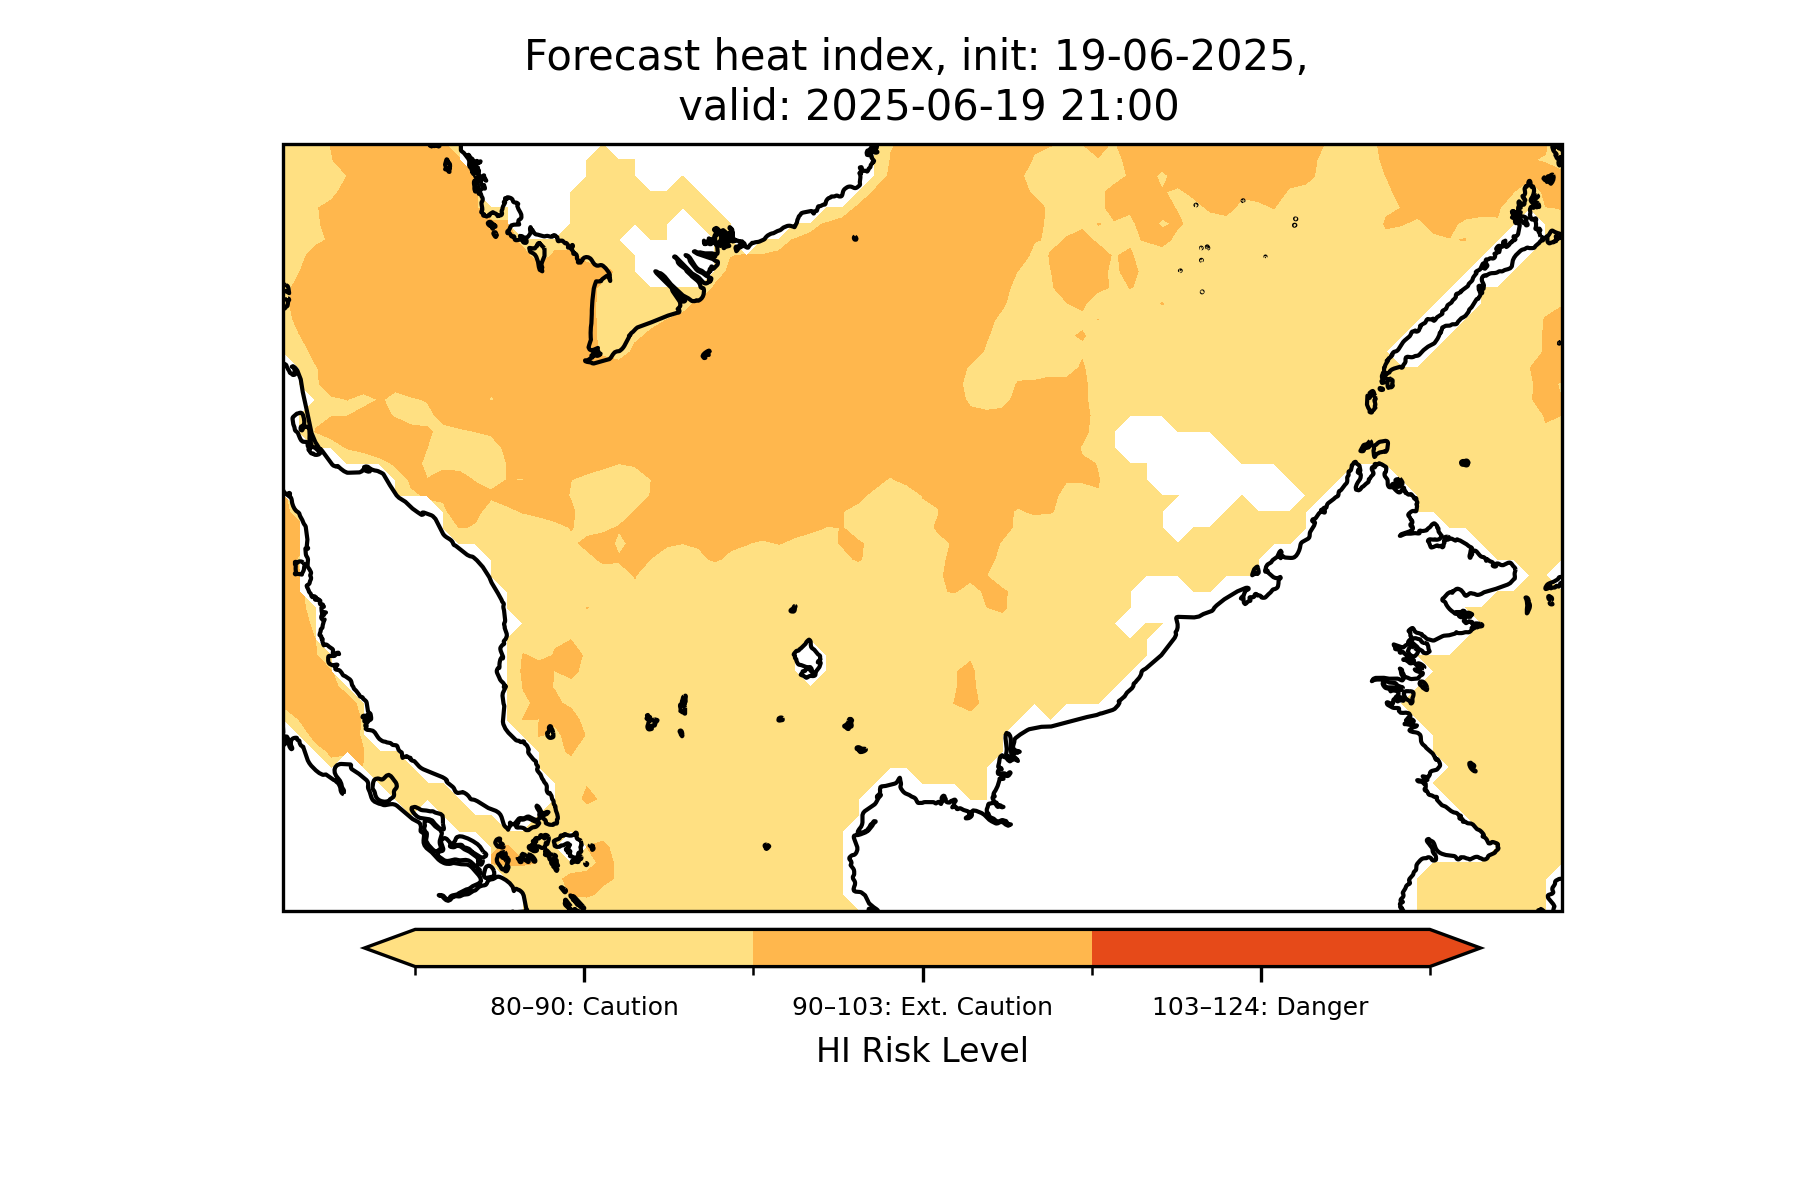 Forecast heat index, init: 19-06-2025,
valid: 2025-06-19 21:00
80–90: Caution
90–103: Ext. Caution
103–124: Danger
HI Risk Level